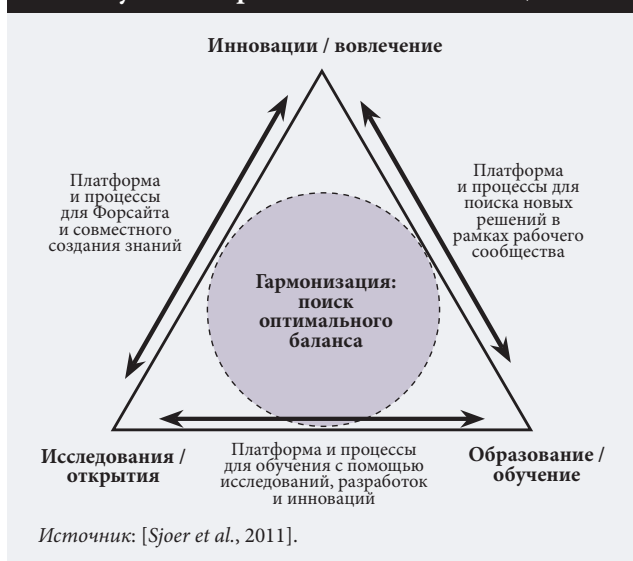 Инновации / вовлечение
Платформа
и процессы
для Форсайта
и совместного
создания знаний
Платформа
и процессы для
поиска новых
решений в
рамках рабочего
сообщества
Гармонизация:
поиск
оптимального
баланса
Исследования /
открытия
Платформа и процессы
для обучения с помощью
исследований, разработок
и инноваций
Образование /
обучение
Источник: [Sjoer et al., 2011].